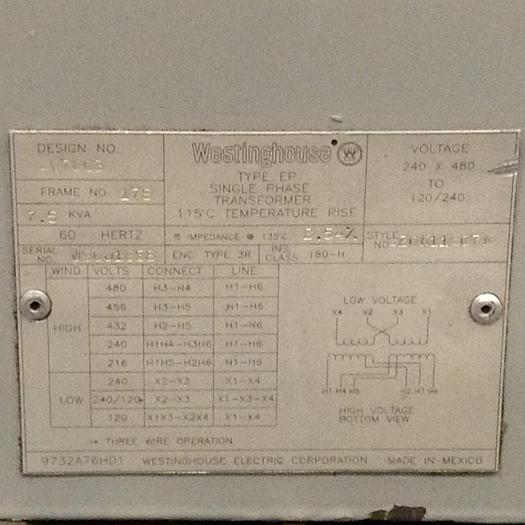 DESIGN NO.
Westinghouse W
VOLTAGE
240 X 480
TO
120/240
FRAME NO. 178
TYPE EP
SINGLE PHASE
TRANSFORMER
115°C TEMPERATURE RISE
7.5 KVA
60 HERTZ
% IMPEDANCE @ 135°C 2.54%
STYLE NO.
SERIAL NO.
ENC. TYPE 3R
INS. CLASS 180-H
WIND VOLTS CONNECT LINE
HIGH
480 H3-H4 H1-H6
456 H3-H5 H1-H6
432 H2-H5 H1-H6
240 H1H4-H3H6 H1-H6
216 H1H5-H2H6 H1-H6
LOW
240 X2-X3 X1-X4
240/120 X2-X3 X1-X3-X4
120 X1X3-X2X4 X1-X4
THREE WIRE OPERATION
LOW VOLTAGE
X4 X2 X3 X1
H1 H4 H5 H2 H3 H6
HIGH VOLTAGE
BOTTOM VIEW
9732A76H01 WESTINGHOUSE ELECTRIC CORPORATION MADE IN MEXICO